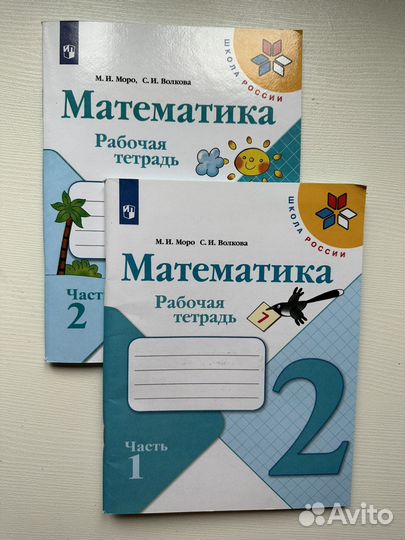 М. И. Моро, С. И. Волкова
Математика
Рабочая
тетрадь
ШКОЛА РОССИИ
Часть
2
М. И. Моро С. И. Волкова
Математика
Рабочая
тетрадь
ШКОЛА РОССИИ
7
2
Часть
1
Avito